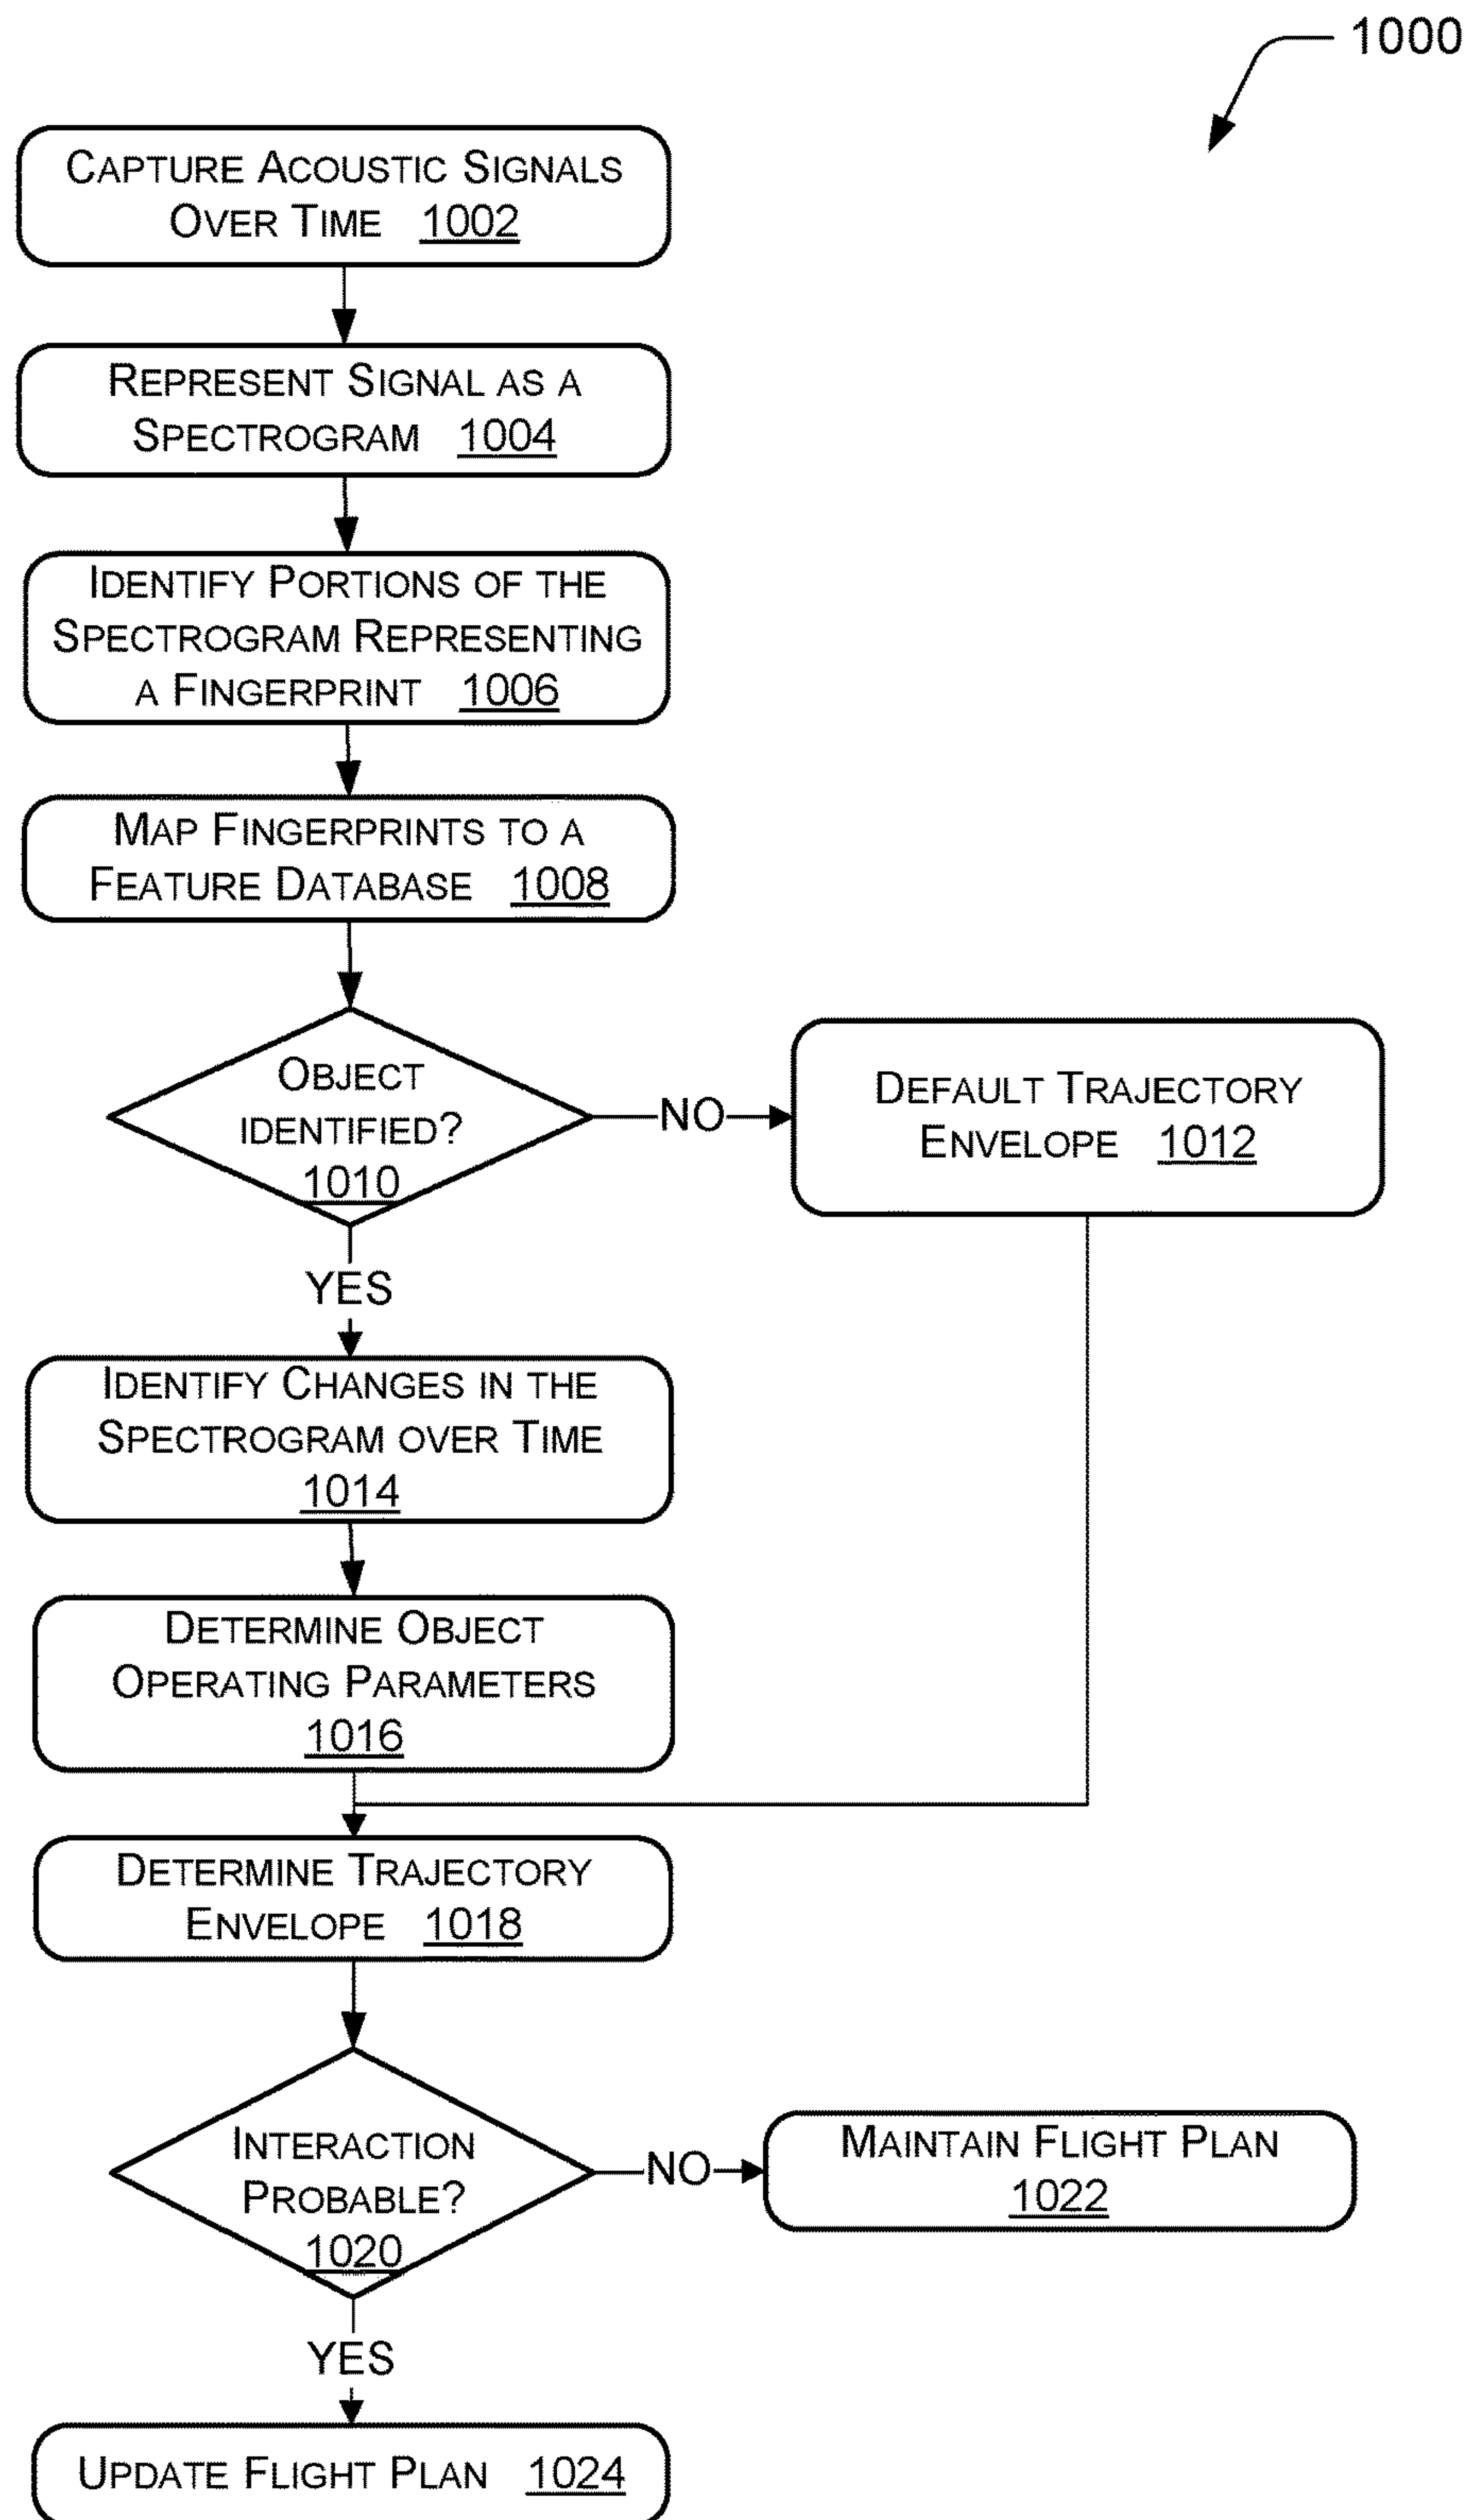 1000
CAPTURE ACOUSTIC SIGNALS
OVER TIME 1002
REPRESENT SIGNAL AS A
SPECTROGRAM 1004
IDENTIFY PORTIONS OF THE
SPECTROGRAM REPRESENTING
A FINGERPRINT 1006
MAP FINGERPRINTS TO A
FEATURE DATABASE 1008
OBJECT
IDENTIFIED?
1010
NO
DEFAULT TRAJECTORY
ENVELOPE 1012
YES
IDENTIFY CHANGES IN THE
SPECTROGRAM OVER TIME
1014
DETERMINE OBJECT
OPERATING PARAMETERS
1016
DETERMINE TRAJECTORY
ENVELOPE 1018
INTERACTION
PROBABLE?
1020
NO
MAINTAIN FLIGHT PLAN
1022
YES
UPDATE FLIGHT PLAN 1024